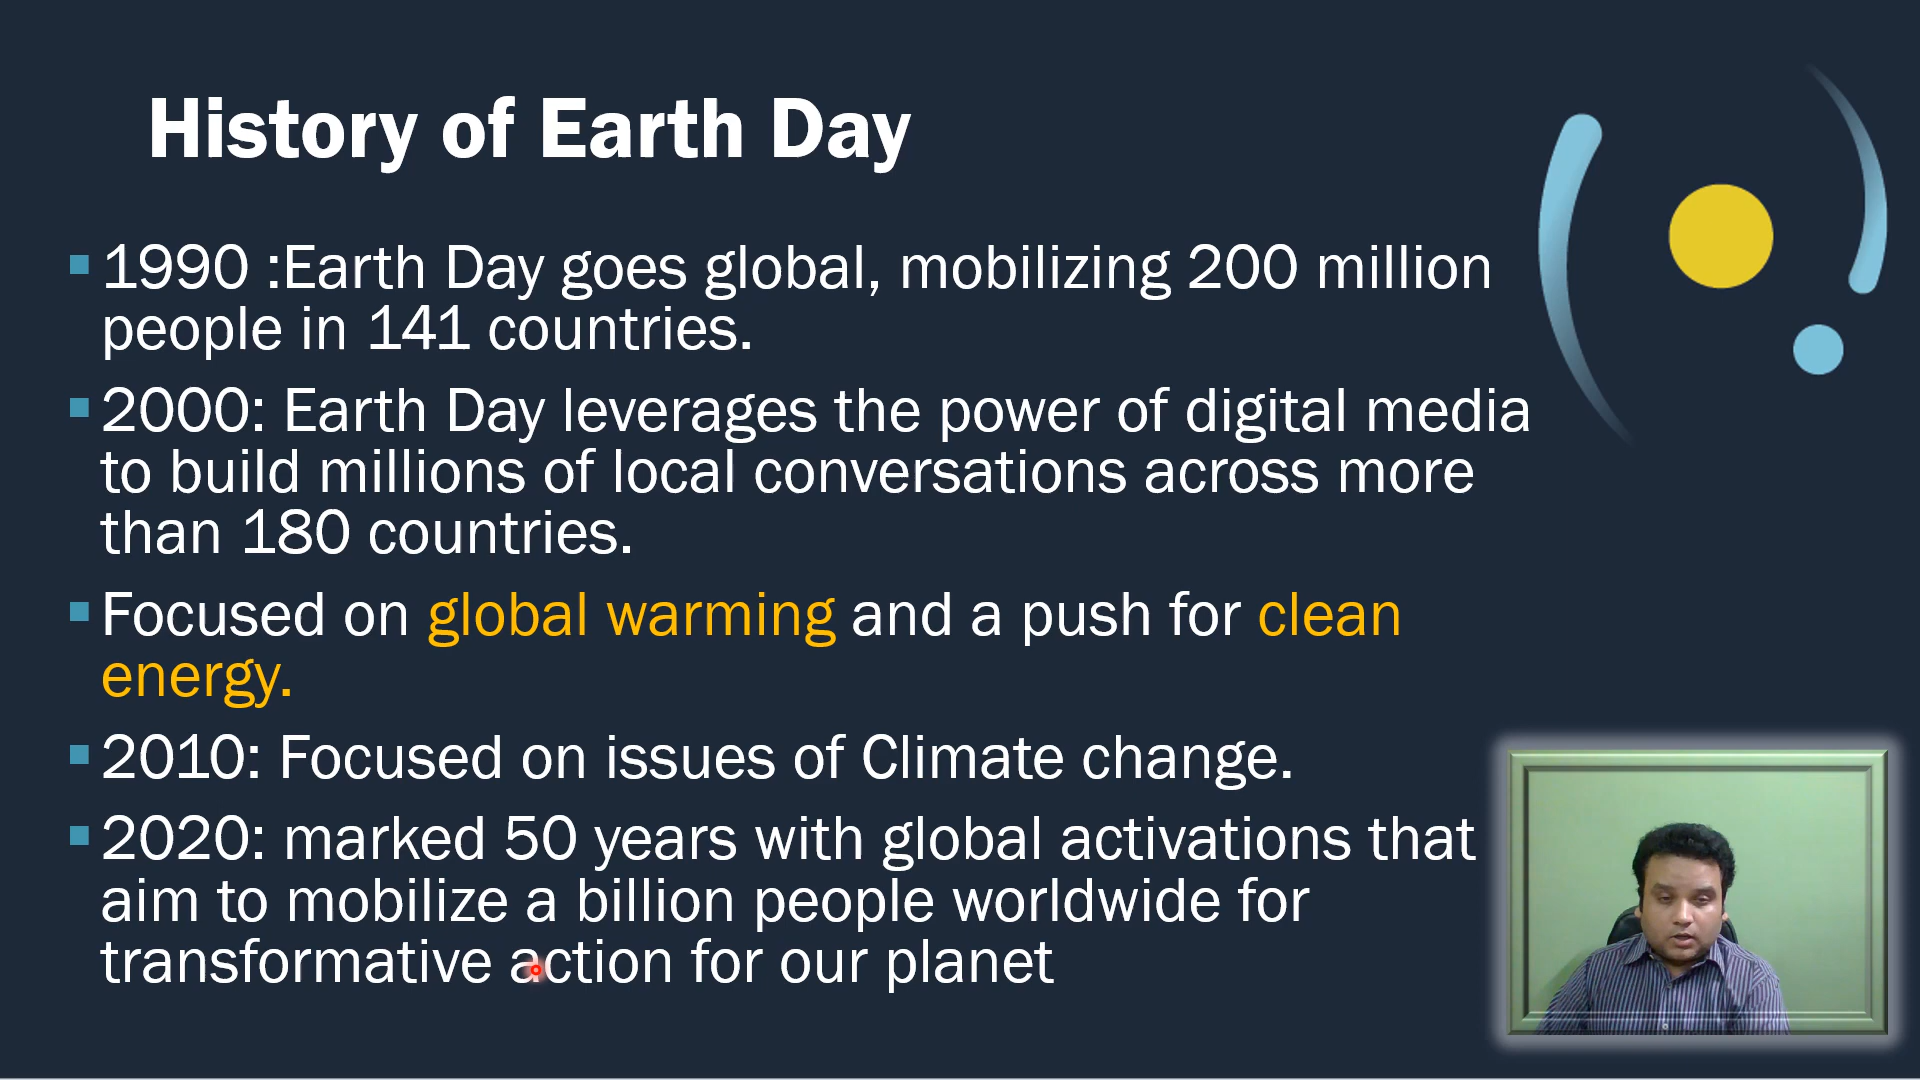 History of Earth Day
1990 :Earth Day goes global, mobilizing 200 million
people in 141 countries.
2000: Earth Day leverages the power of digital media
to build millions of local conversations across more
than 180 countries.
Focused on global warming and a push for clean
energy.
2010: Focused on issues of Climate change.
2020: marked 50 years with global activations that
aim to mobilize a billion people worldwide for
transformative action for our planet